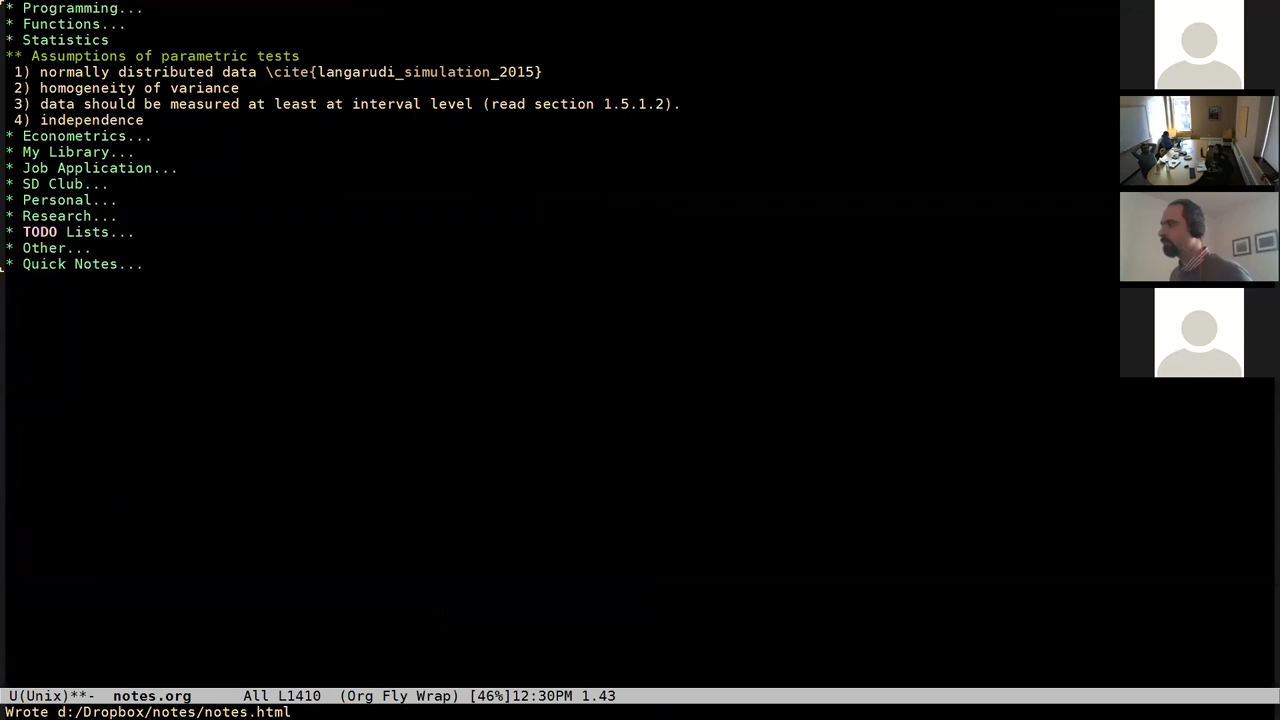 * Programming...
* Functions...
* Statistics
** Assumptions of parametric tests
1) normally distributed data \cite{langarudi_simulation_2015}
2) homogeneity of variance
3) data should be measured at least at interval level (read section 1.5.1.2).
4) independence
* Econometrics...
* My Library...
* Job Application...
* SD Club...
* Personal...
* Research...
* TODO Lists...
* Other...
* Quick Notes...
U(Unix)**- notes.org All L1410 (Org Fly Wrap) [46%]12:30PM 1.43
Wrote d:/Dropbox/notes/notes.html